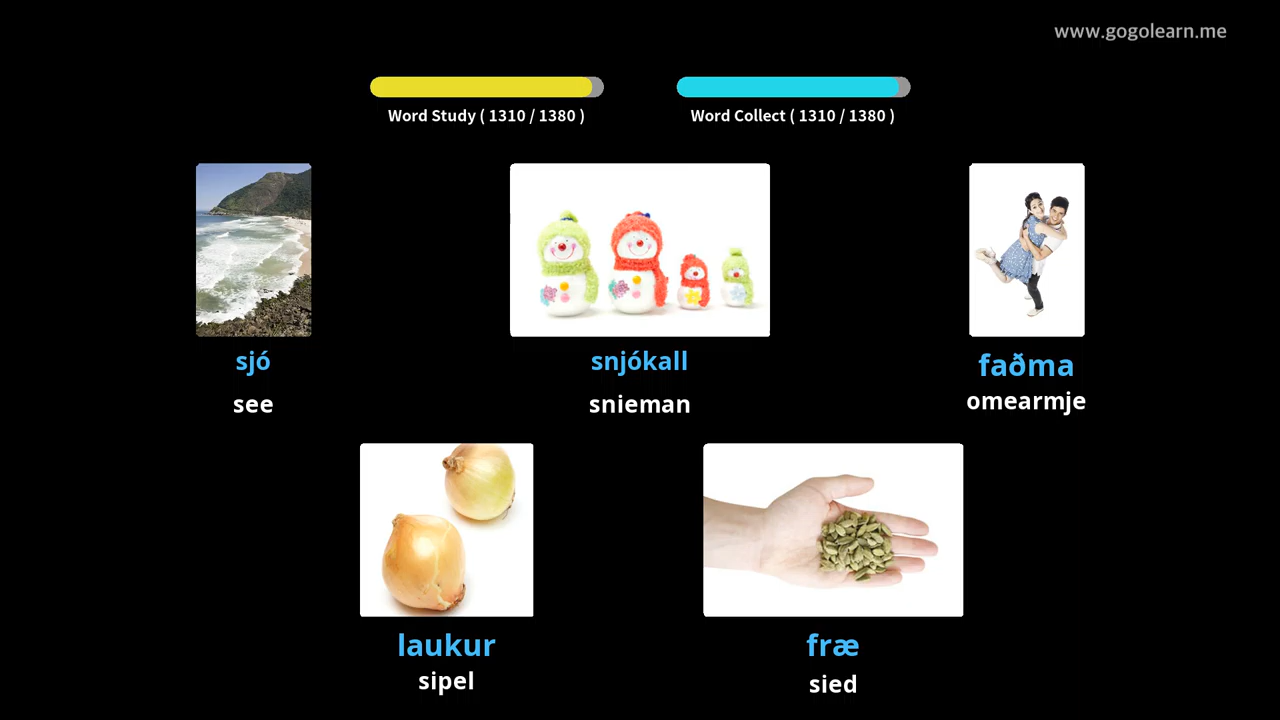 www.gogolearn.me
Word Study ( 1310 / 1380 )
Word Collect ( 1310 / 1380 )
sjó
see
snjókall
snieman
faðma
omearmje
laukur
sipel
fræ
sied